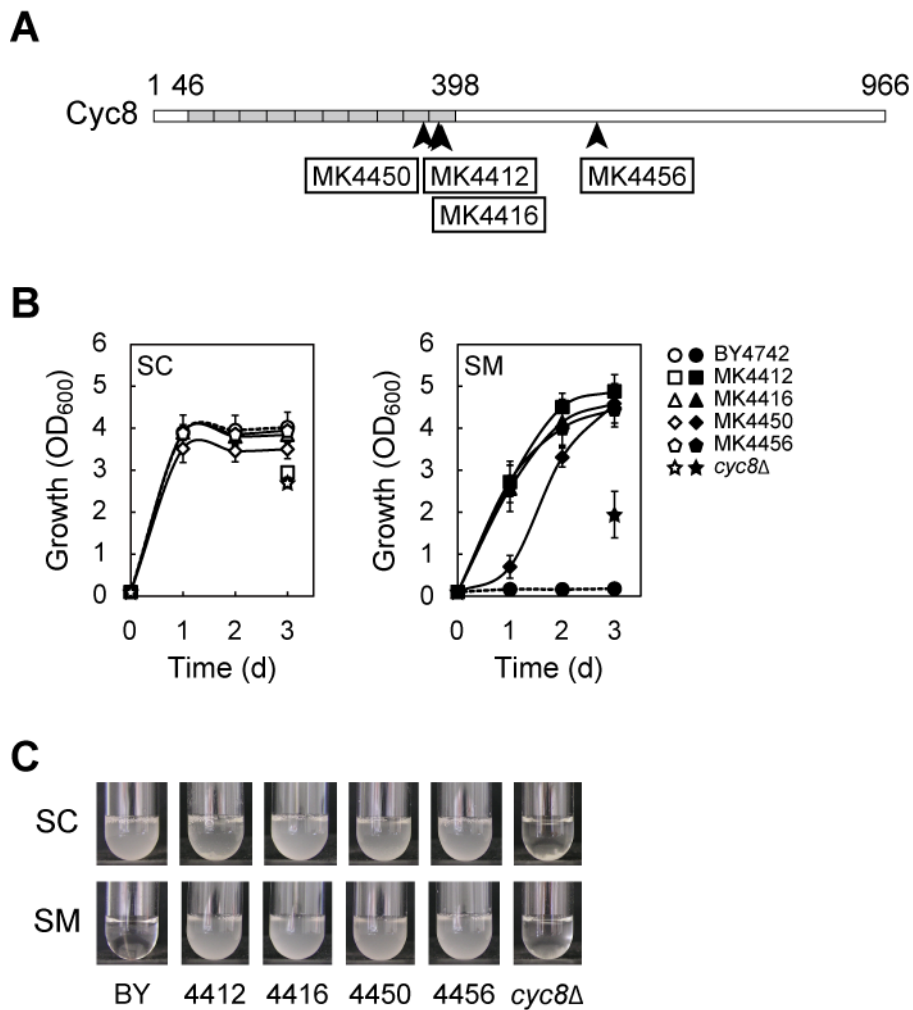 A
1 46 398 966
Cyc8
MK4450 MK4412 MK4456
MK4416
B
SC
Growth (OD600)
6
5
4
3
2
1
0
0 1 2 3
Time (d)
SM
Growth (OD600)
6
5
4
3
2
1
0
0 1 2 3
Time (d)
BY4742
MK4412
MK4416
MK4450
MK4456
cyc8Δ
C
SC
SM
BY 4412 4416 4450 4456 cyc8Δ